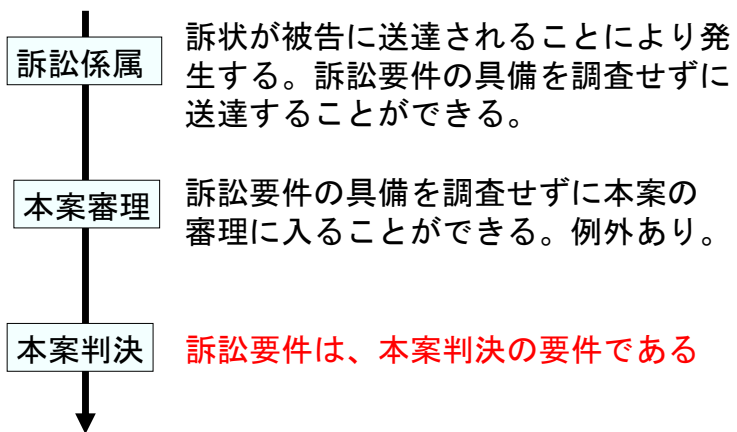 訴訟係属
訴状が被告に送達されることにより発
生する。訴訟要件の具備を調査せずに
送達することができる。
本案審理
訴訟要件の具備を調査せずに本案の
審理に入ることができる。例外あり。
本案判決
訴訟要件は、本案判決の要件である